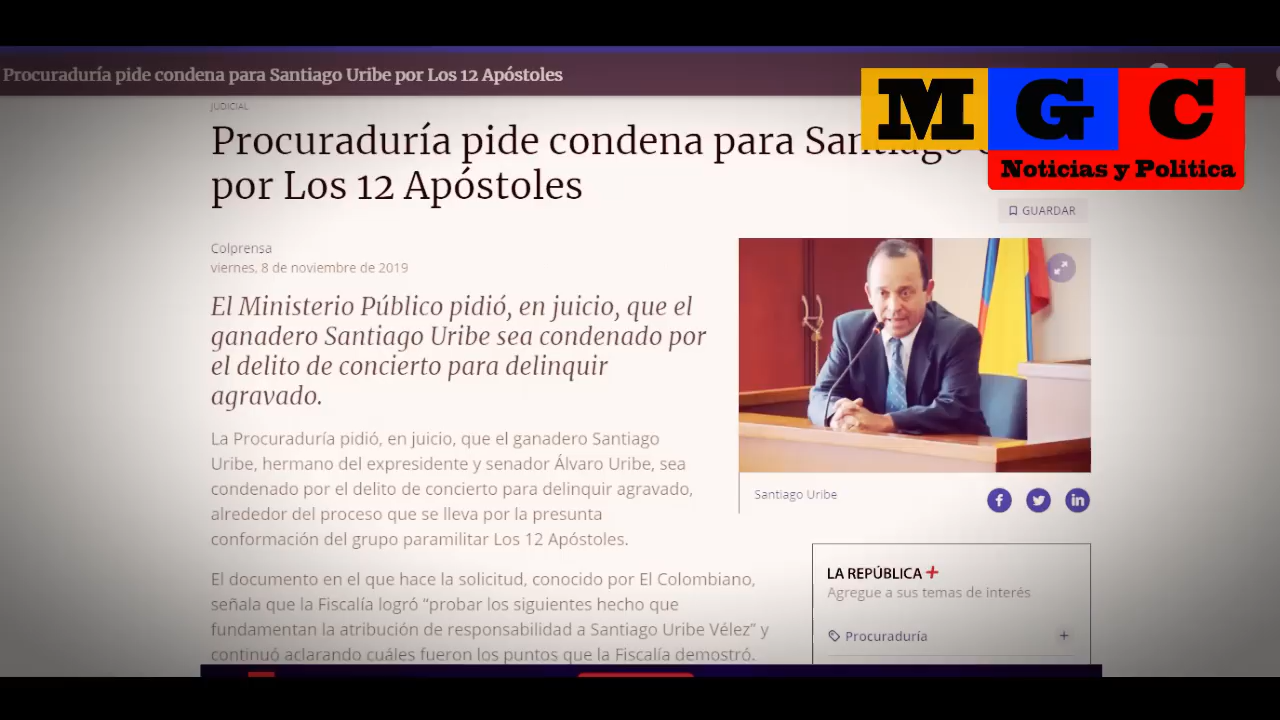 Procuraduría pide condena para Santiago Uribe por Los 12 Apóstoles
JUDICIAL
Procuraduría pide condena para Santiago
por Los 12 Apóstoles
M G C
Noticias y Politica
GUARDAR
Colprensa
viernes, 8 de noviembre de 2019
El Ministerio Público pidió, en juicio, que el
ganadero Santiago Uribe sea condenado por
el delito de concierto para delinquir
agravado.
La Procuraduría pidió, en juicio, que el ganadero Santiago
Uribe, hermano del expresidente y senador Álvaro Uribe, sea
condenado por el delito de concierto para delinquir agravado,
alrededor del proceso que se lleva por la presunta
conformación del grupo paramilitar Los 12 Apóstoles.
El documento en el que hace la solicitud, conocido por El Colombiano,
señala que la Fiscalía logró “probar los siguientes hecho que
fundamentan la atribución de responsabilidad a Santiago Uribe Vélez” y
continuó aclarando cuáles fueron los puntos que la Fiscalía demostró.
Santiago Uribe
LA REPÚBLICA +
Agregue a sus temas de interés
Procuraduría +